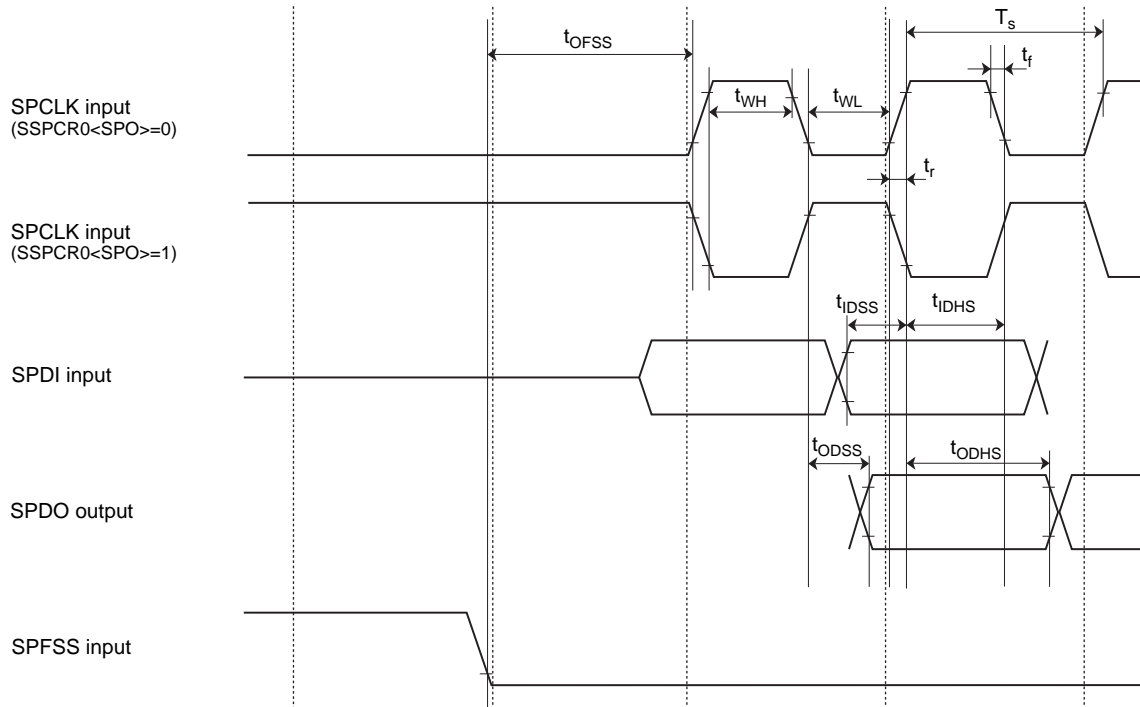 T_s
t_OFSS
t_f
SPCLK input
(SSPCR0<SPO>=0)
t_WH
t_WL
t_r
SPCLK input
(SSPCR0<SPO>=1)
t_IDSS
t_IDHS
SPDI input
t_ODSS
t_ODHS
SPDO output
SPFSS input